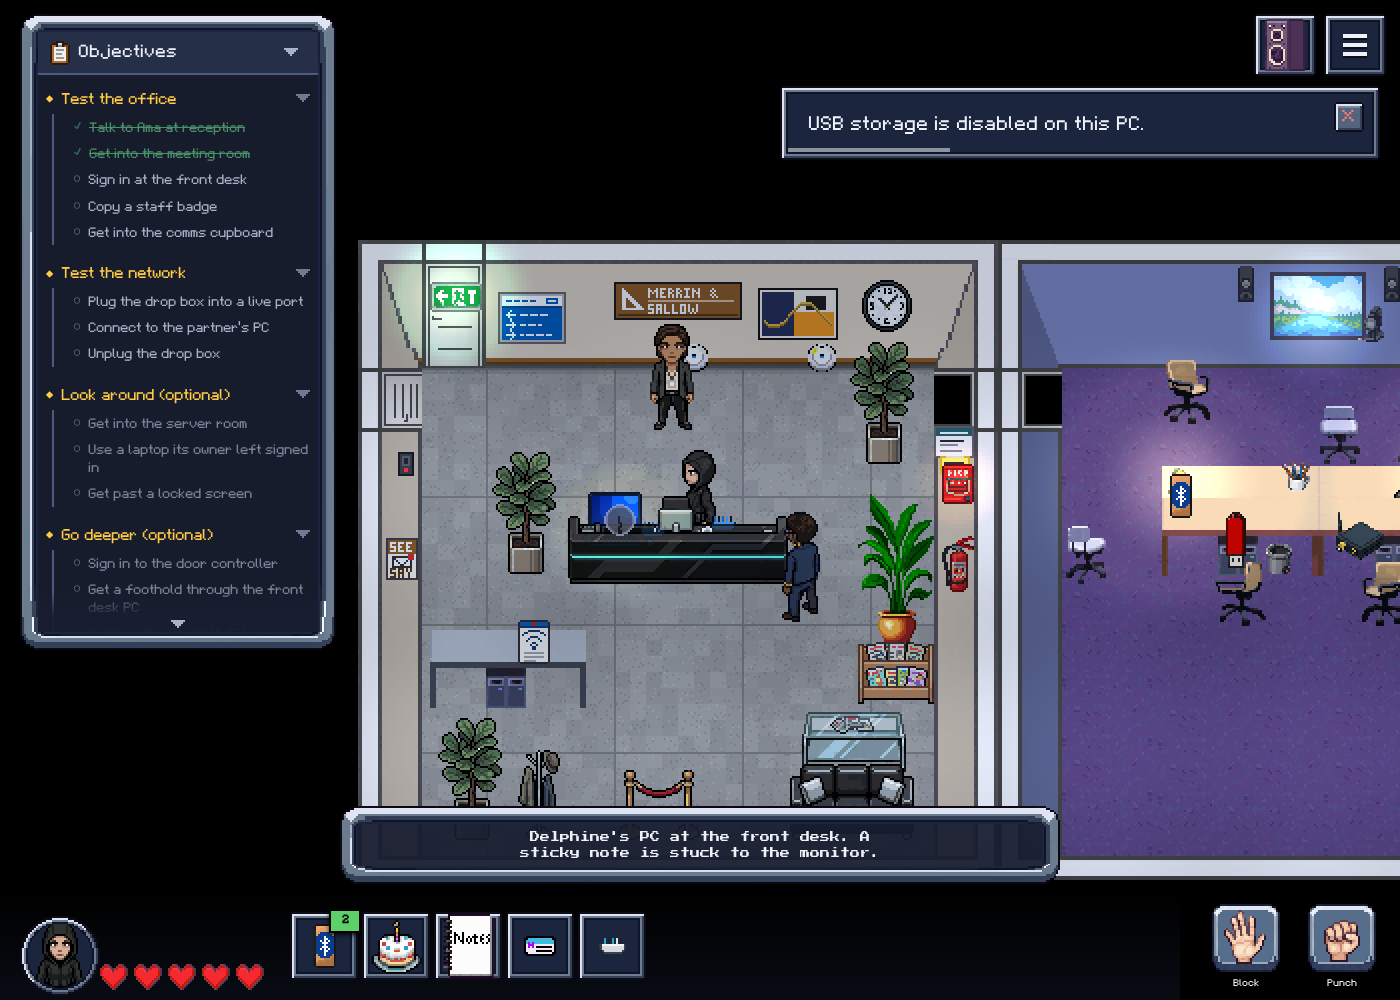 Objectives
Test the office
Talk to Ama at reception
Get into the meeting room
Sign in at the front desk
Copy a staff badge
Get into the comms cupboard
Test the network
Plug the drop box into a live port
Connect to the partner's PC
Unplug the drop box
Look around (optional)
Get into the server room
Use a laptop its owner left signed
in
Get past a locked screen
Go deeper (optional)
Sign in to the door controller
Get a foothold through the front
desk PC
USB storage is disabled on this PC.
MERRIN &
SALLOW
SEE
SAY
Delphine's PC at the front desk. A
sticky note is stuck to the monitor.
2
Notes
Block
Punch